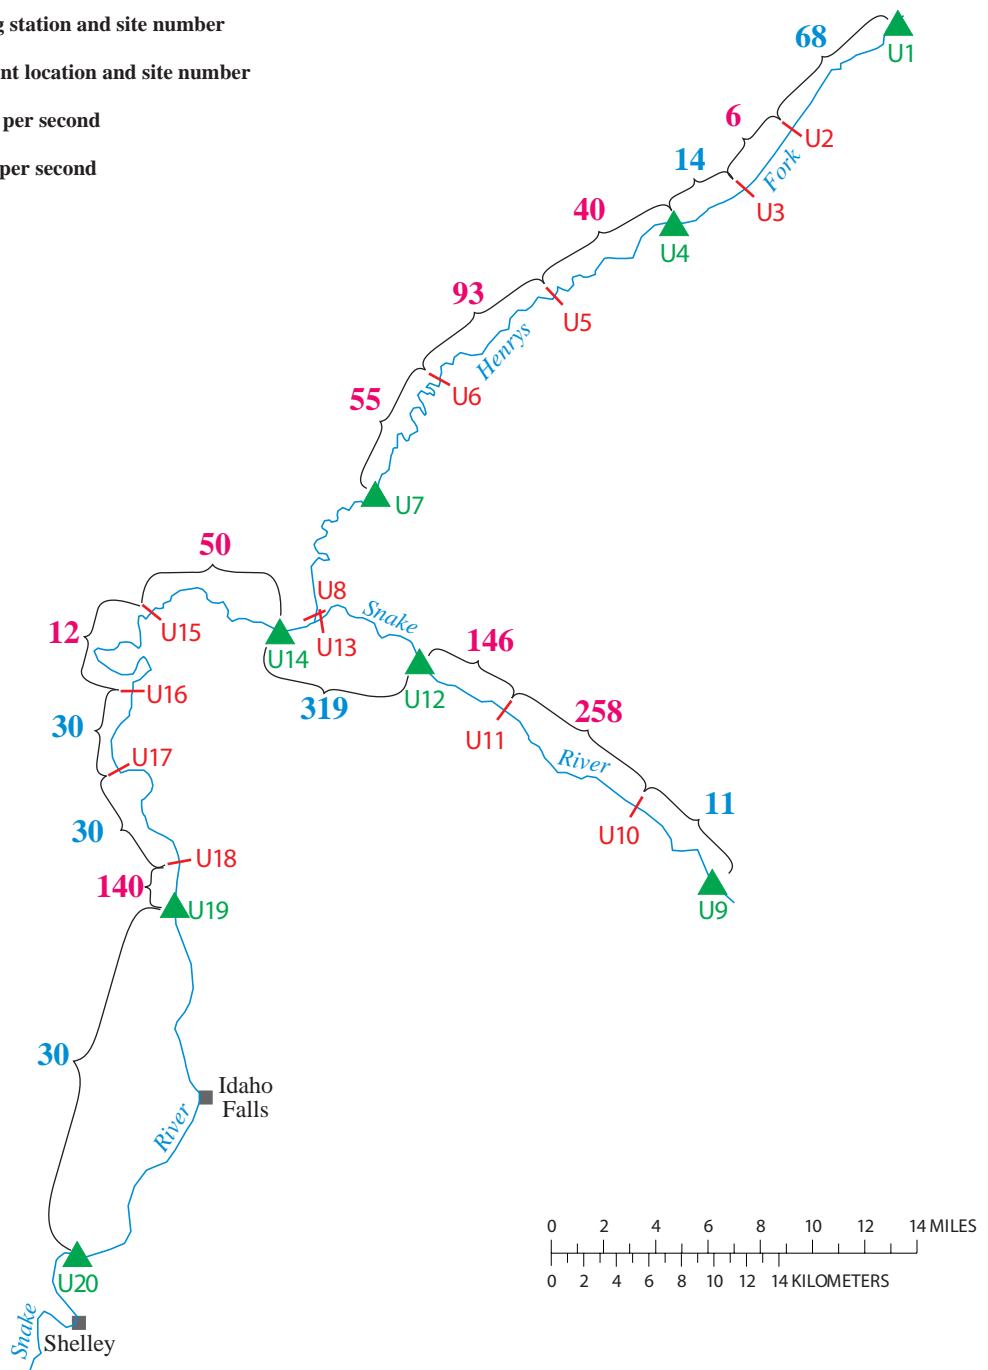 station and site number
location and site number
per second
per second
68
U1
6
U2
14
Fork
U3
40
U4
93
U5
Henrys
55
U6
U7
50
U8
Snake
12
U15
U13
U14
146
U16
U12
319
258
30
U11
U17
River
11
30
U10
U18
140
U19
U9
30
Idaho
Falls
River
0 2 4 6 8 10 12 14 MILES
0 2 4 6 8 10 12 14 KILOMETERS
U20
Snake
Shelley